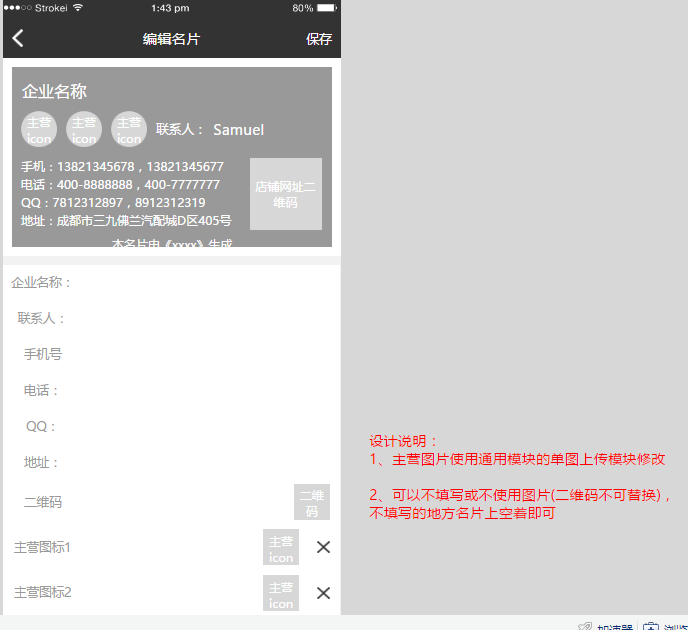 Strokei
1:43 pm
80%
编辑名片
保存
企业名称
主营
icon
主营
icon
主营
icon
联系人：
Samuel
手机：13821345678，13821345677
电话：400-8888888，400-7777777
QQ：7812312897，8912312319
地址：成都市三九佛兰汽配城D区405号
店铺网址二
维码
本名片由《xxxx》生成
企业名称：
联系人：
手机号
电话：
QQ：
地址：
二维码
二维
码
主营图标1
主营
icon
主营图标2
主营
icon
设计说明：
1、主营图片使用通用模块的单图上传模块修改
2、可以不填写或不使用图片(二维码不可替换)，
不填写的地方名片上空着即可
加速器
浏览